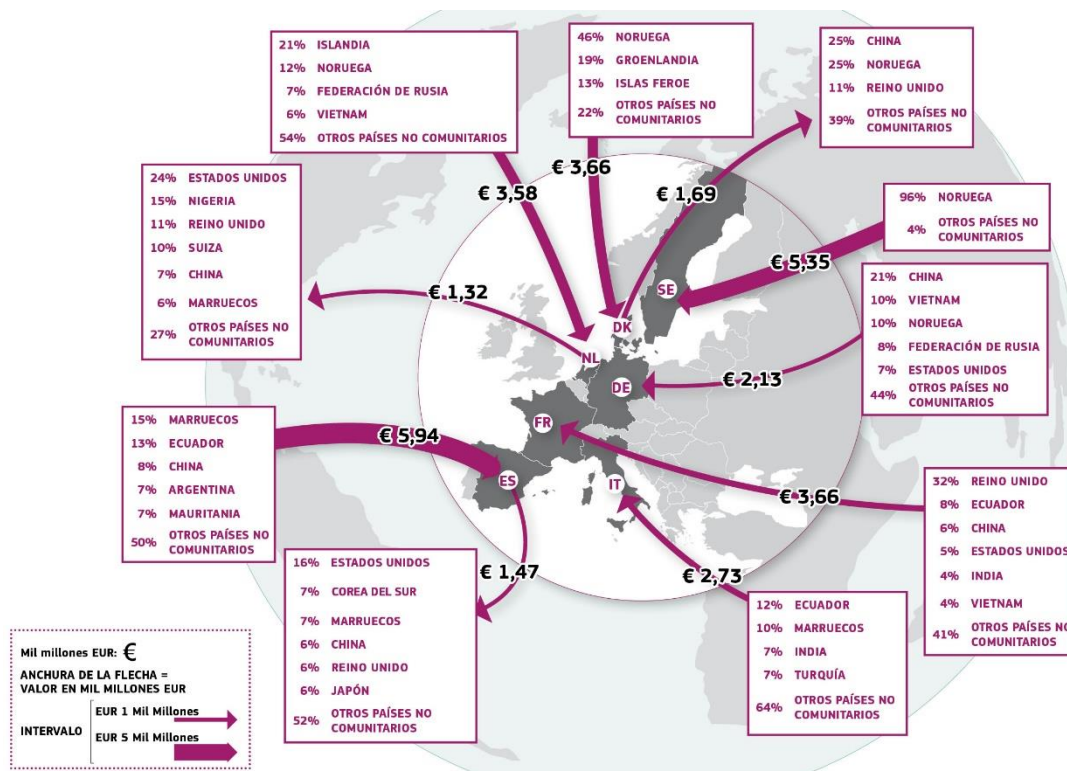 21% ISLANDIA
12% NORUEGA
7% FEDERACIÓN DE RUSIA
6% VIETNAM
54% OTROS PAÍSES NO COMUNITARIOS
46% NORUEGA
19% GROENLANDIA
13% ISLAS FEROE
22% OTROS PAÍSES NO
COMUNITARIOS
25% CHINA
25% NORUEGA
11% REINO UNIDO
39% OTROS PAÍSES NO
COMUNITARIOS
24% ESTADOS UNIDOS
15% NIGERIA
11% REINO UNIDO
10% SUIZA
7% CHINA
6% MARRUECOS
27% OTROS PAÍSES NO
COMUNITARIOS
€ 3,58
€ 3,66
€ 1,69
96% NORUEGA
4% OTROS PAÍSES NO
COMUNITARIOS
€ 5,35
€ 1,32
SE
DK
NL
DE
€ 2,13
21% CHINA
10% VIETNAM
10% NORUEGA
8% FEDERACIÓN DE RUSIA
7% ESTADOS UNIDOS
44% OTROS PAÍSES NO
COMUNITARIOS
15% MARRUECOS
13% ECUADOR
8% CHINA
7% ARGENTINA
7% MAURITANIA
50% OTROS PAÍSES NO
COMUNITARIOS
€ 5,94
FR
ES
IT
€ 3,66
32% REINO UNIDO
8% ECUADOR
6% CHINA
5% ESTADOS UNIDOS
4% INDIA
4% VIETNAM
41% OTROS PAÍSES NO
COMUNITARIOS
€ 1,47
€ 2,73
16% ESTADOS UNIDOS
7% COREA DEL SUR
7% MARRUECOS
6% CHINA
6% REINO UNIDO
6% JAPÓN
52% OTROS PAÍSES NO
COMUNITARIOS
12% ECUADOR
10% MARRUECOS
7% INDIA
7% TURQUÍA
64% OTROS PAÍSES NO
COMUNITARIOS
Mil millones EUR: €
ANCHURA DE LA FLECHA =
VALOR EN MIL MILLONES EUR
INTERVALO
EUR 1 Mil Millones
EUR 5 Mil Millones